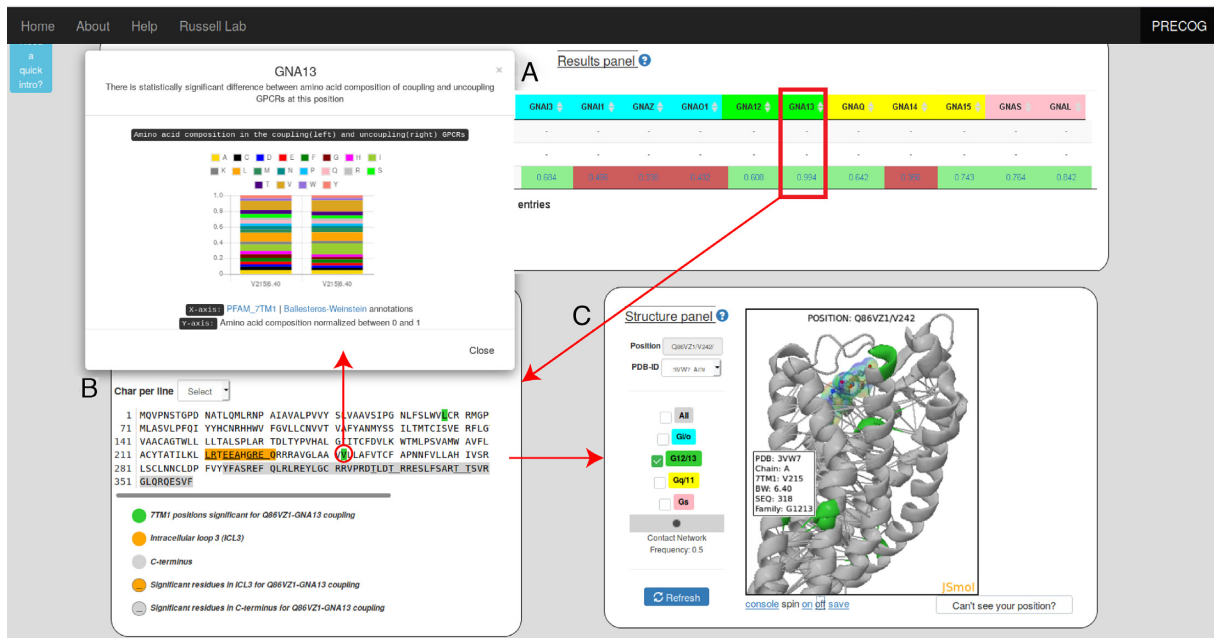 Home About Help Russell Lab PRECOG
a
quick
intro?
GNA13
×
There is statistically significant difference between amino acid composition of coupling and uncoupling
GPCRs at this position
Amino acid composition in the coupling(left) and uncoupling(right) GPCRs
A C D E F G H I
K L M N P Q R S
T V W Y
1.0
0.8
0.6
0.4
0.2
0
V215|6.40 V215|6.40
X-axis: PFAM_7TM1 | Ballesteros-Weinstein annotations
Y-axis: Amino acid composition normalized between 0 and 1
Close
A
Results panel ?
GNAI3 GNAI1 GNAZ GNAO1 GNA12 GNA13 GNAQ GNA14 GNA15 GNAS GNAL
- - - - - - - - - - -
- - - - - - - - - - -
0.684 0.608 0.994 0.642 0.743 0.764 0.842
entries
B
Char per line Select
1 MQVPNSTGPD NATLQMLRNP AIAVALPVVY SLVAAVSIPG NLFSLWVLCR RMGP
71 MLASVLPFQI YYHCNRHHWV FGVLLCNVVT VAFYANMYSS ILTMTCISVE RFLG
141 VAACAGTWLL LLTALSPLAR TDLTYPVHAL GIITCFDVLK WTMLPSVAMW AVFL
211 ACYTATILKL LRTEEAHGRE QRRRAVGLAA VVLLAFVTCF APNNFVLLAH IVSR
281 LSCLNNCLDP FVYYFASREF QLRLREYLGC RRVPRDTLDT RRESLFSART TSVR
351 GLQRQESVF
7TM1 positions significant for Q86VZ1-GNA13 coupling
Intracellular loop 3 (ICL3)
C-terminus
Significant residues in ICL3 for Q86VZ1-GNA13 coupling
Significant residues in C-terminus for Q86VZ1-GNA13 coupling
C
Structure panel ?
Position Q86VZ1/V242/
PDB-ID
All
Gi/o
G12/13
Gq/11
Gs
Contact Network
Frequency: 0.5
Refresh
POSITION: Q86VZ1/V242
PDB: 3VW7
Chain: A
7TM1: V215
BW: 6.40
SEQ: 318
Family: G1213
JSmol
console spin on off save
Can't see your position?